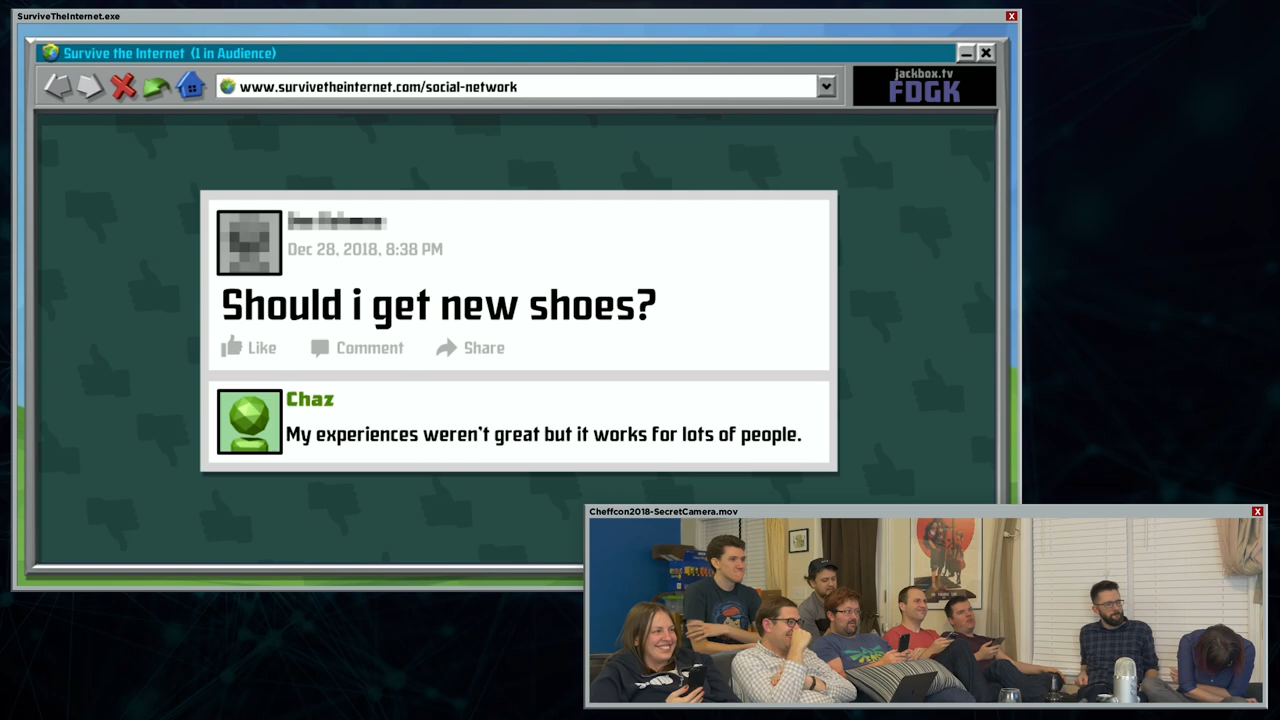 SurviveTheInternet.exe
X
Survive the Internet (1 in Audience)
www.survivetheinternet.com/social-network
jackbox.tv
FDGK
Dec 28, 2018, 8:38 PM
Should i get new shoes?
Like Comment Share
Chaz
My experiences weren't great but it works for lots of people.
Cheffcon2018-SecretCamera.mov
X